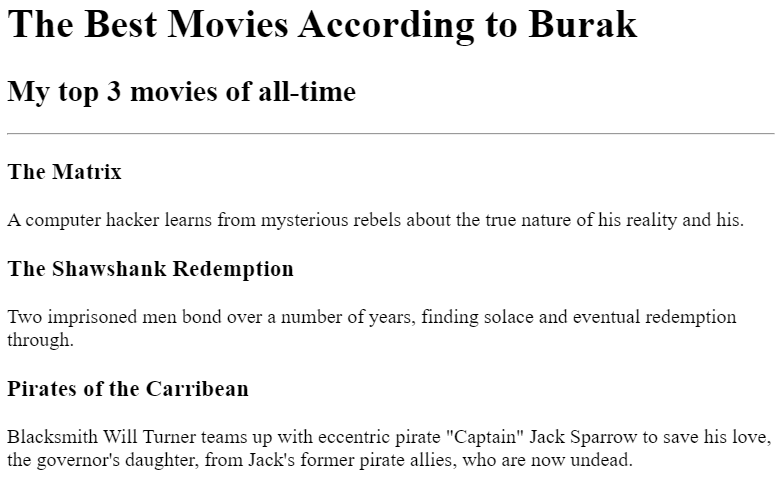 The Best Movies According to Burak
My top 3 movies of all-time
The Matrix
A computer hacker learns from mysterious rebels about the true nature of his reality and his.
The Shawshank Redemption
Two imprisoned men bond over a number of years, finding solace and eventual redemption
through.
Pirates of the Carribean
Blacksmith Will Turner teams up with eccentric pirate "Captain" Jack Sparrow to save his love,
the governor's daughter, from Jack's former pirate allies, who are now undead.